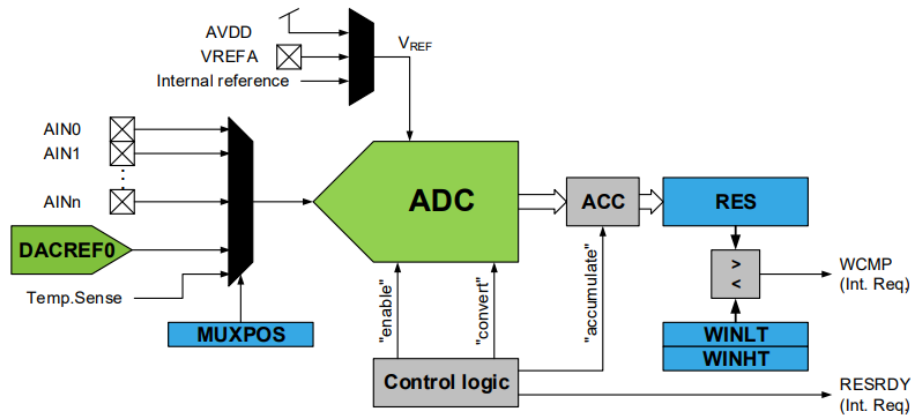 AVDD
VREFA
VREF
Internal reference
AIN0
AIN1
AINn
ADC
ACC
RES
DACREF0
>
<
WCMP
(Int. Req)
Temp.Sense
"enable"
"convert"
"accumulate"
MUXPOS
WINLT
WINHT
Control logic
RESRDY
(Int. Req)